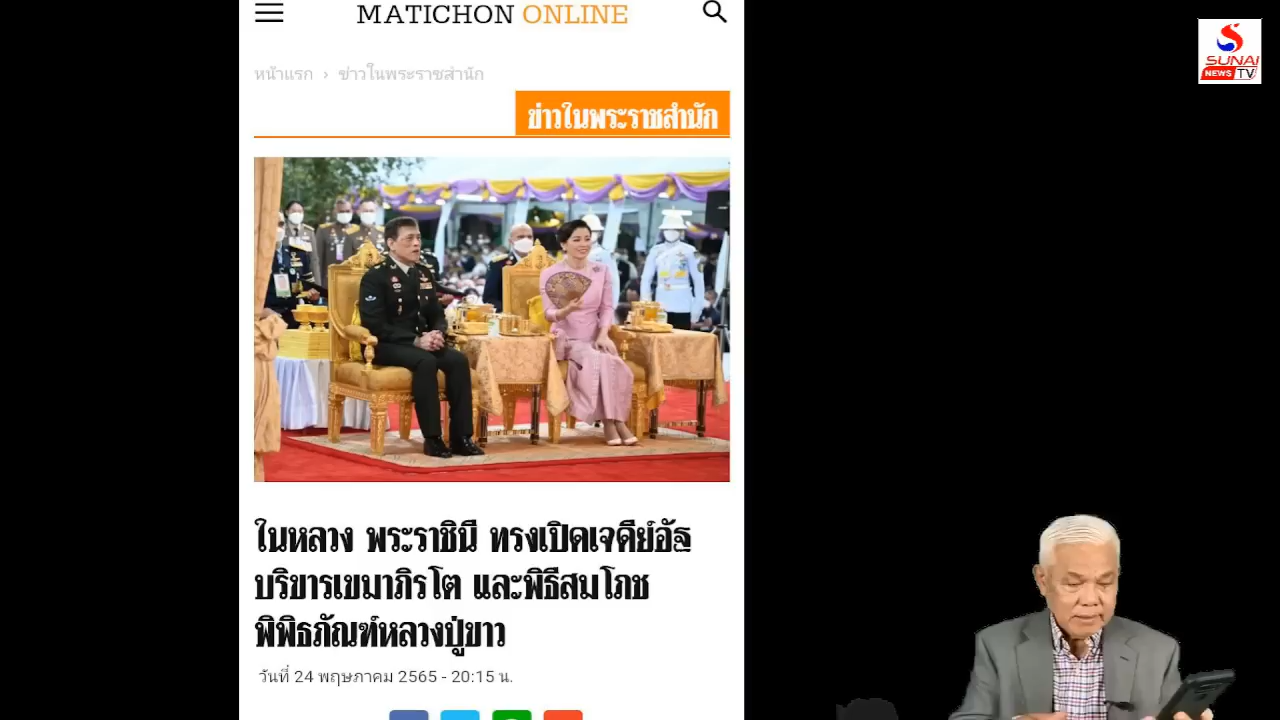 MATICHON ONLINE
SUNAI
NEWS TV
หน้าแรก › ข่าวในพระราชสำนัก
ข่าวในพระราชสำนัก
ในหลวง พระราชินี ทรงเปิดเจดีย์อัฐ
บริขารเขมาภิรโต และพิธีสมโภช
พิพิธภัณฑ์หลวงปู่ขาว
วันที่ 24 พฤษภาคม 2565 - 20:15 น.